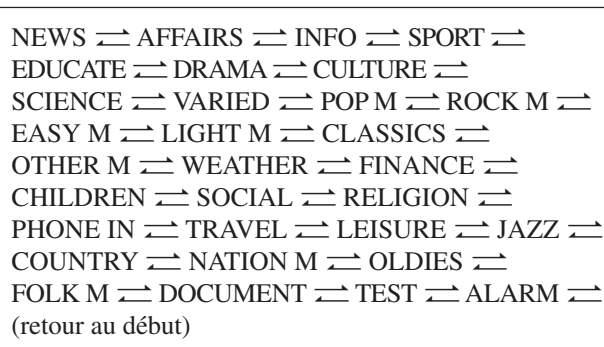 NEWS ⇌ AFFAIRS ⇌ INFO ⇌ SPORT ⇌
EDUCATE ⇌ DRAMA ⇌ CULTURE ⇌
SCIENCE ⇌ VARIED ⇌ POP M ⇌ ROCK M ⇌
EASY M ⇌ LIGHT M ⇌ CLASSICS ⇌
OTHER M ⇌ WEATHER ⇌ FINANCE ⇌
CHILDREN ⇌ SOCIAL ⇌ RELIGION ⇌
PHONE IN ⇌ TRAVEL ⇌ LEISURE ⇌ JAZZ ⇌
COUNTRY ⇌ NATION M ⇌ OLDIES ⇌
FOLK M ⇌ DOCUMENT ⇌ TEST ⇌ ALARM ⇌
(retour au début)